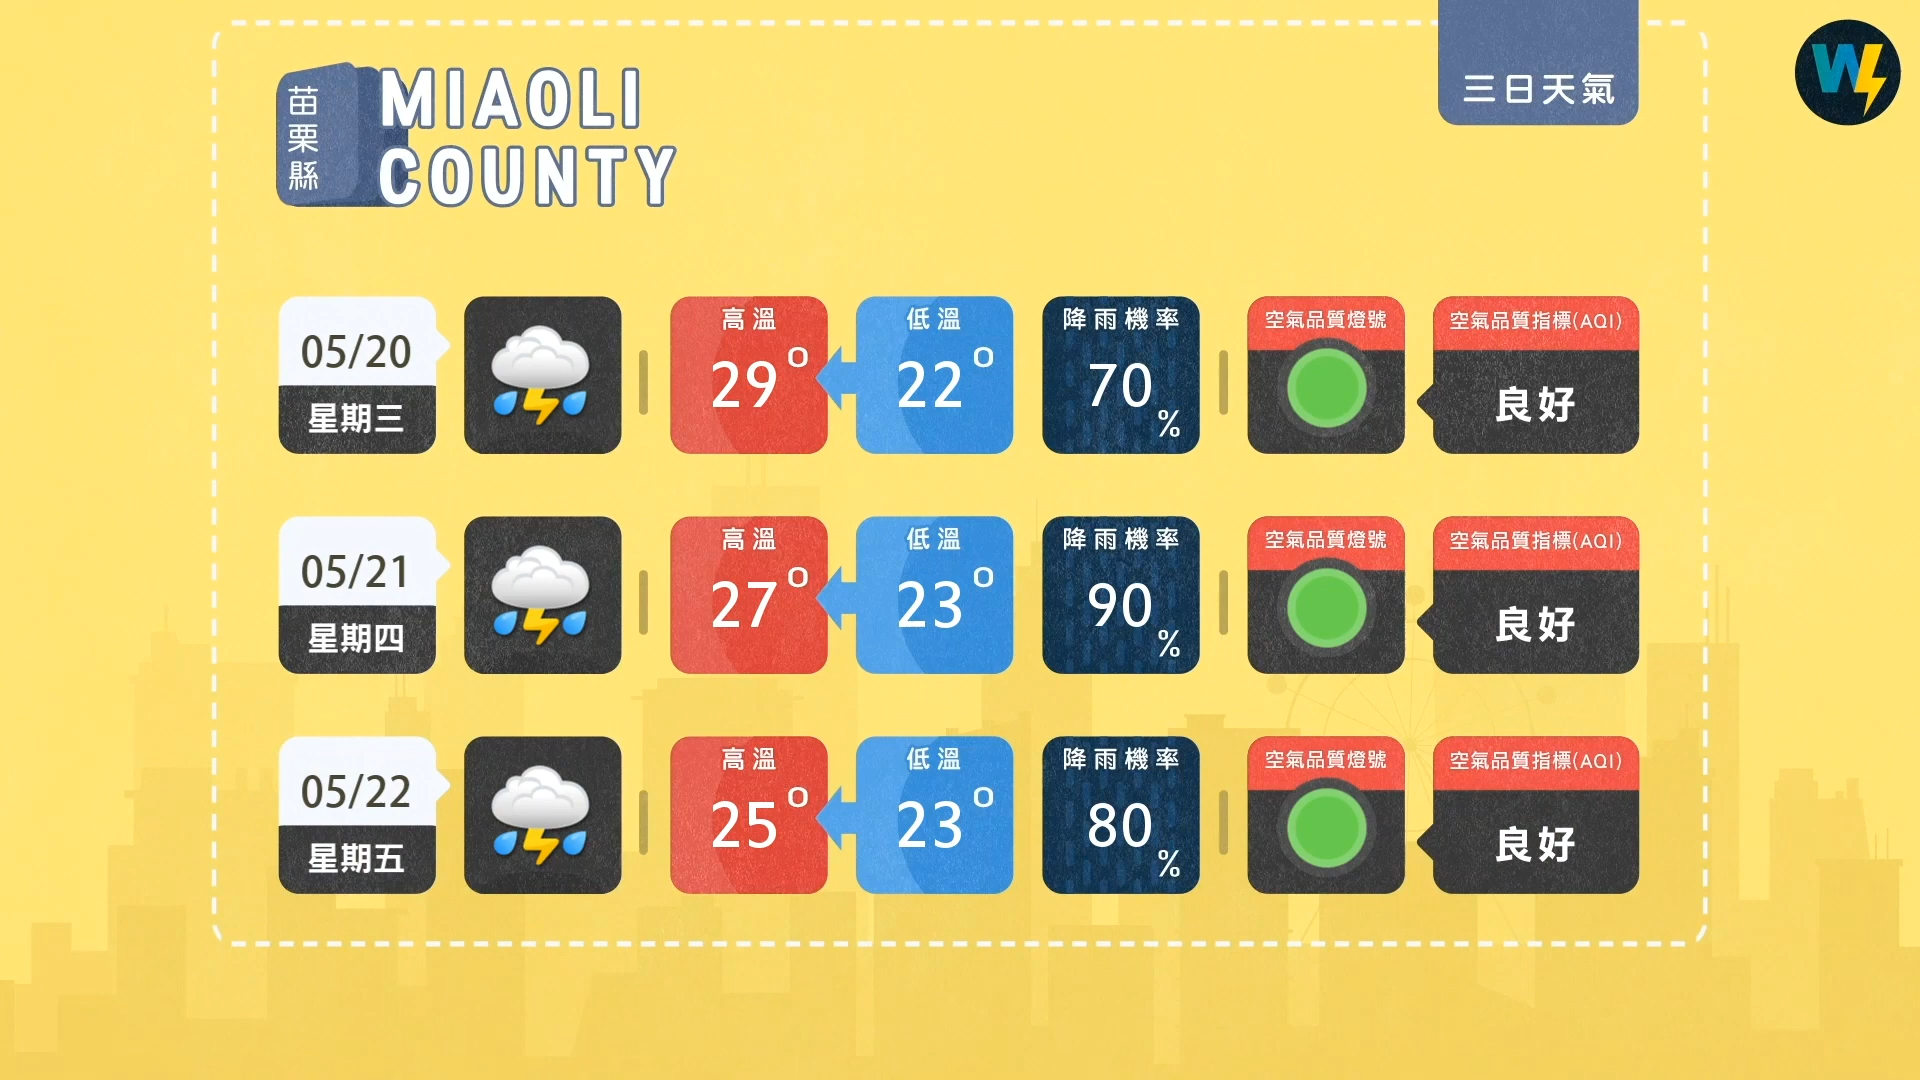 苗栗縣
MIAOLI
COUNTY
三日天氣
W
05/20
星期三
高溫
29°
低溫
22°
降雨機率
70%
空氣品質燈號
空氣品質指標(AQI)
良好
05/21
星期四
高溫
27°
低溫
23°
降雨機率
90%
空氣品質燈號
空氣品質指標(AQI)
良好
05/22
星期五
高溫
25°
低溫
23°
降雨機率
80%
空氣品質燈號
空氣品質指標(AQI)
良好